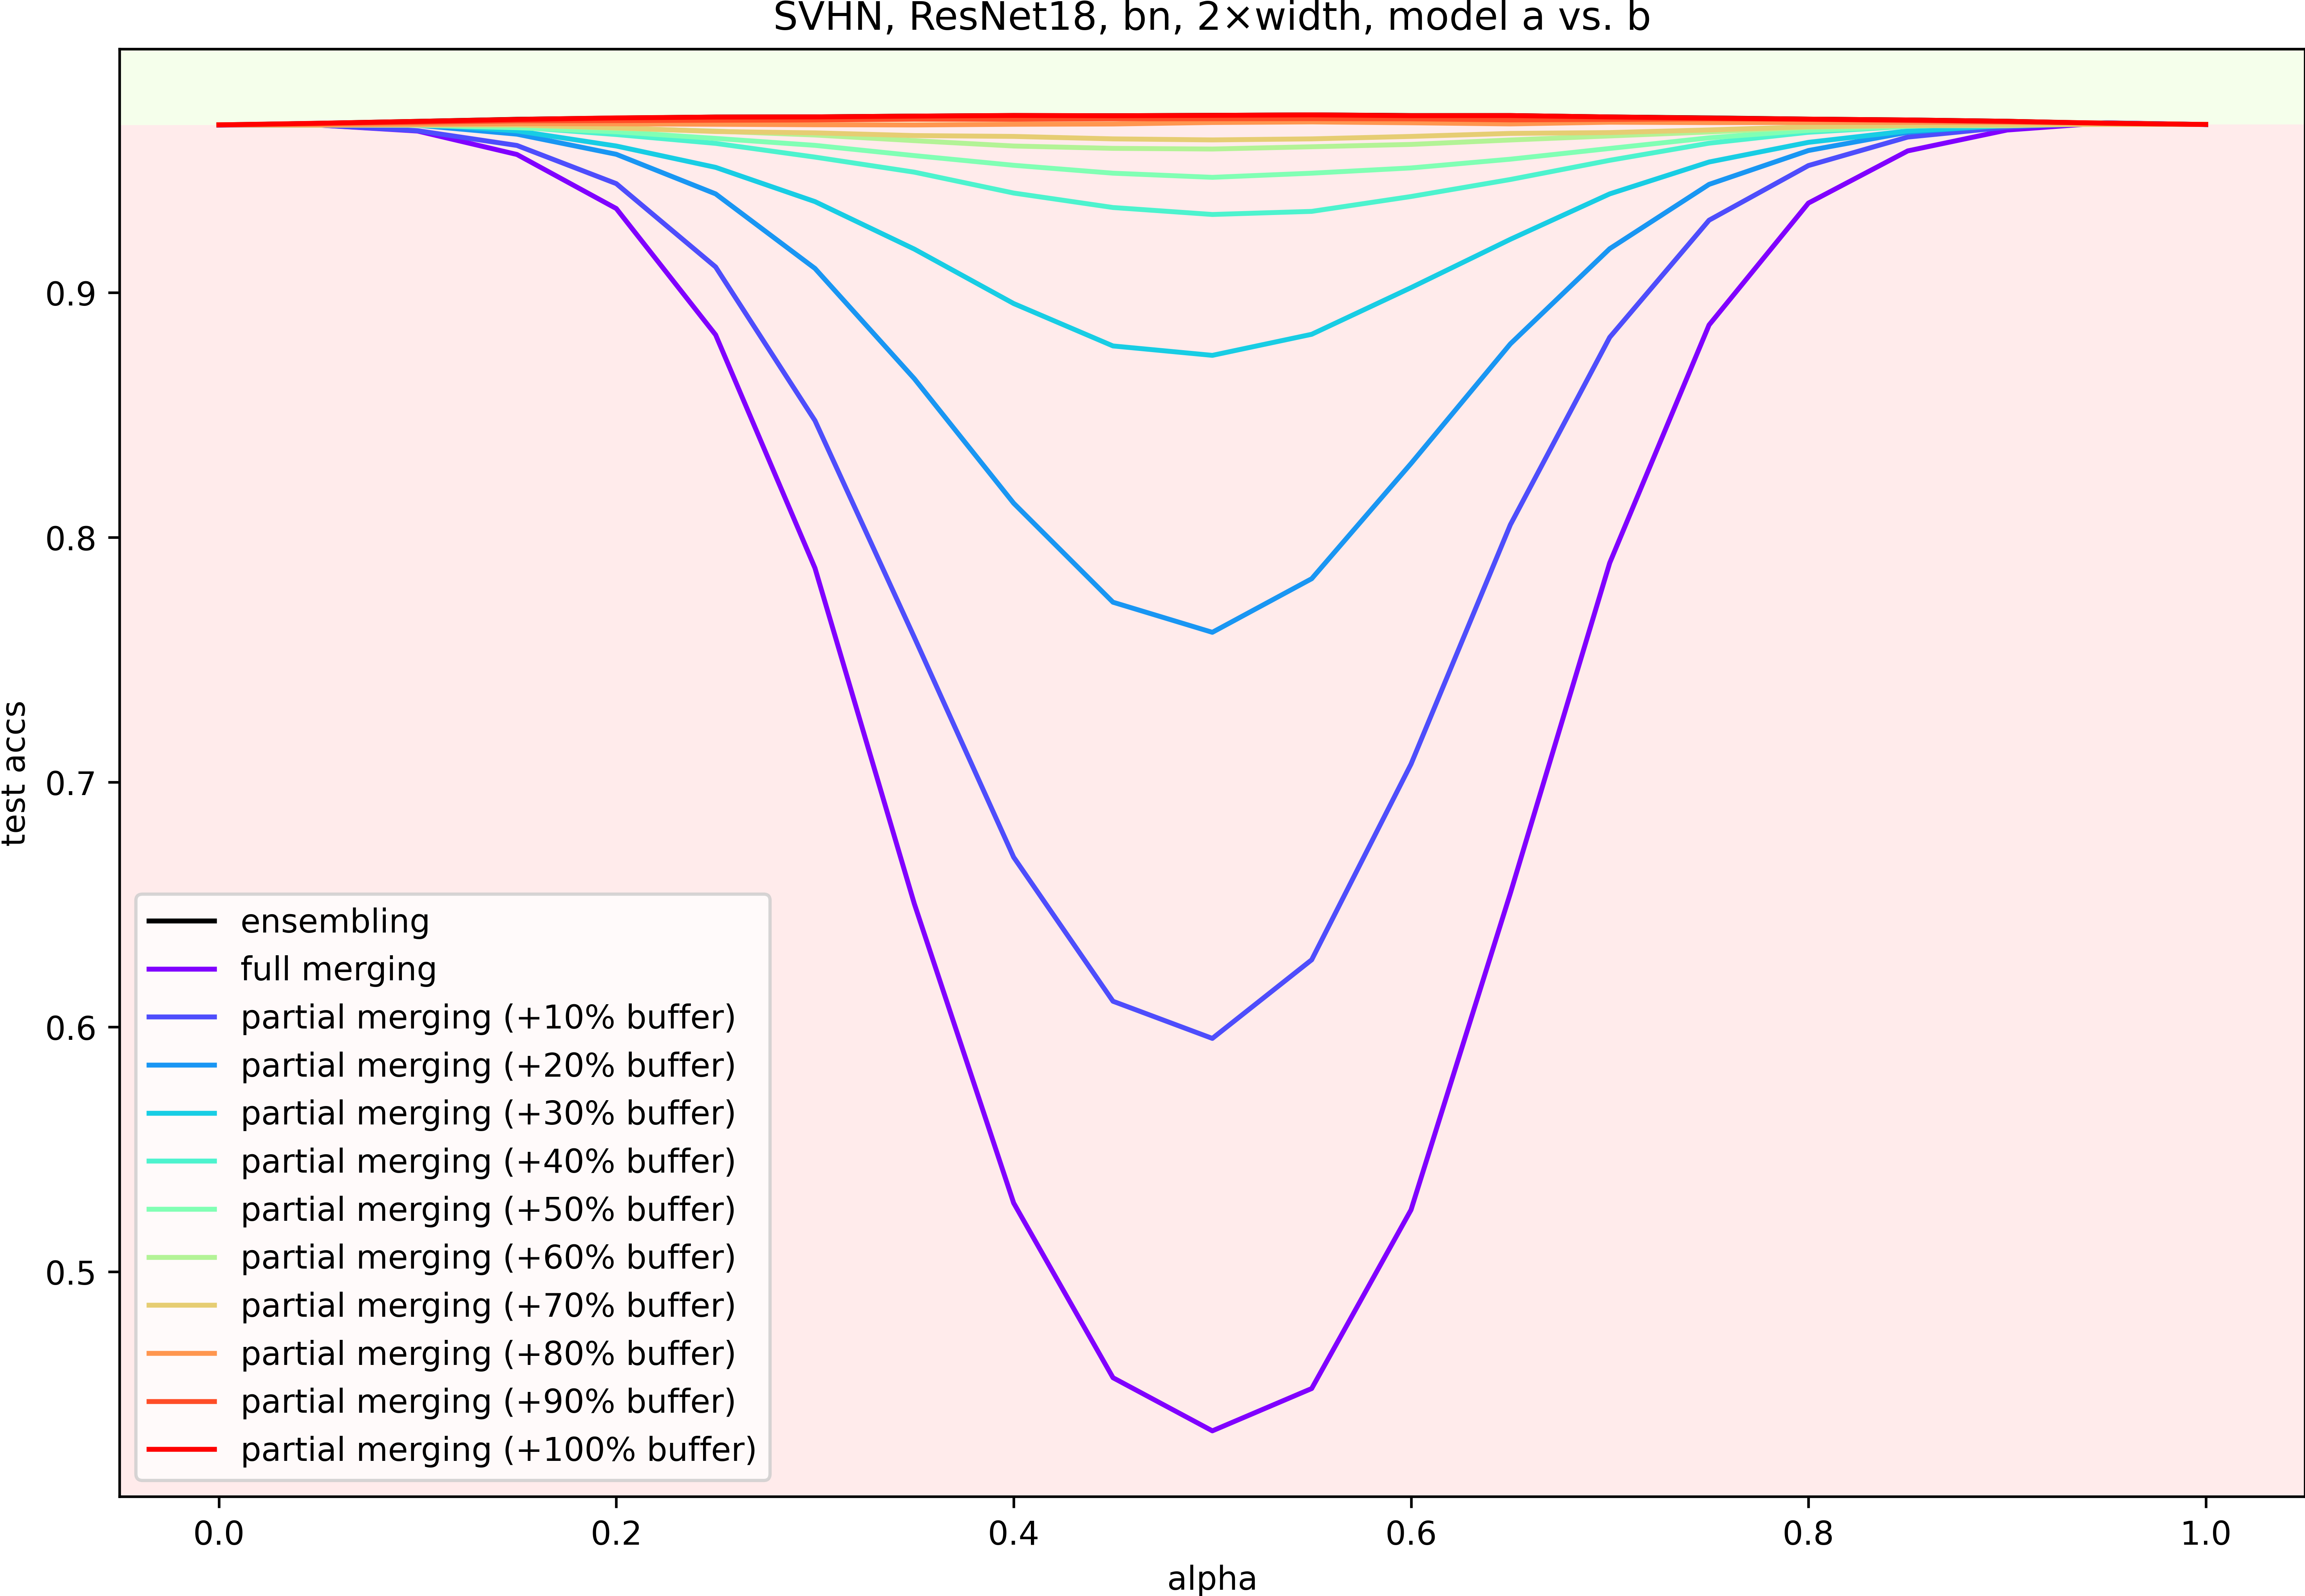 SVHN, ResNet18, bn, 2×width, model a vs. b
test accs
0.9
0.8
0.7
0.6
0.5
ensembling
full merging
partial merging (+10% buffer)
partial merging (+20% buffer)
partial merging (+30% buffer)
partial merging (+40% buffer)
partial merging (+50% buffer)
partial merging (+60% buffer)
partial merging (+70% buffer)
partial merging (+80% buffer)
partial merging (+90% buffer)
partial merging (+100% buffer)
0.0 0.2 0.4 0.6 0.8 1.0
alpha